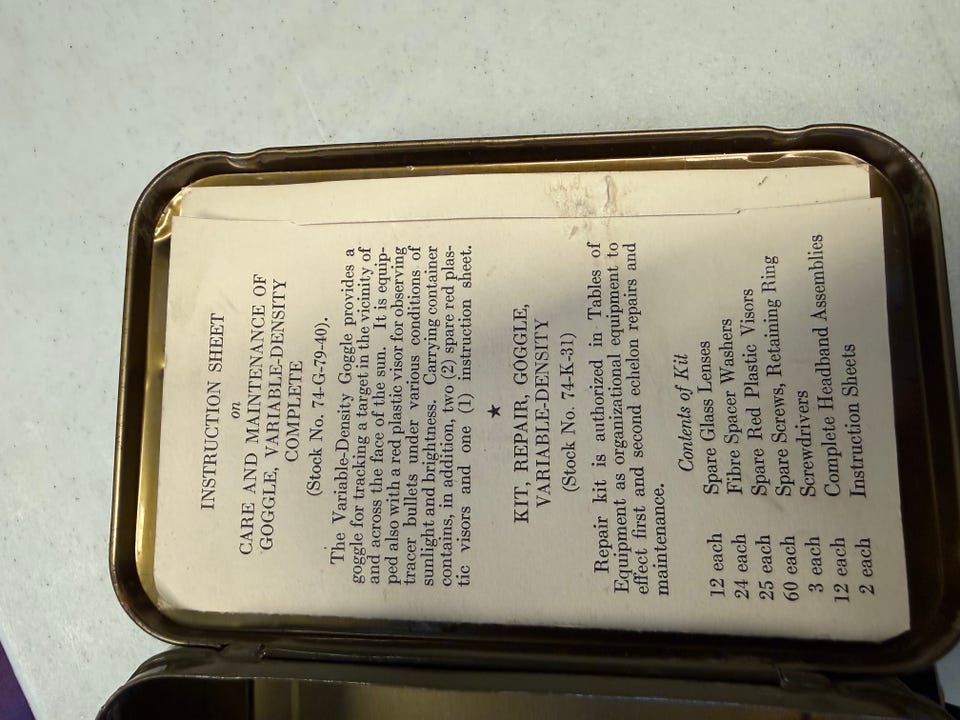 INSTRUCTION SHEET
on
CARE AND MAINTENANCE OF
GOGGLE, VARIABLE-DENSITY
COMPLETE
(Stock No. 74-G-79-40).
The Variable-Density Goggle provides a
goggle for tracking a target in the vicinity of
and across the face of the sun. It is equip-
ped also with a red plastic visor for observing
tracer bullets under various conditions of
sunlight and brightness. Carrying container
contains, in addition, two (2) spare red plas-
tic visors and one (1) instruction sheet.
★
KIT, REPAIR, GOGGLE,
VARIABLE-DENSITY
(Stock No. 74-K-31)
Repair kit is authorized in Tables of
Equipment as organizational equipment to
effect first and second echelon repairs and
maintenance.
Contents of Kit
12 each Spare Glass Lenses
24 each Fibre Spacer Washers
25 each Spare Red Plastic Visors
60 each Spare Screws, Retaining Ring
3 each Screwdrivers
12 each Complete Headband Assemblies
2 each Instruction Sheets